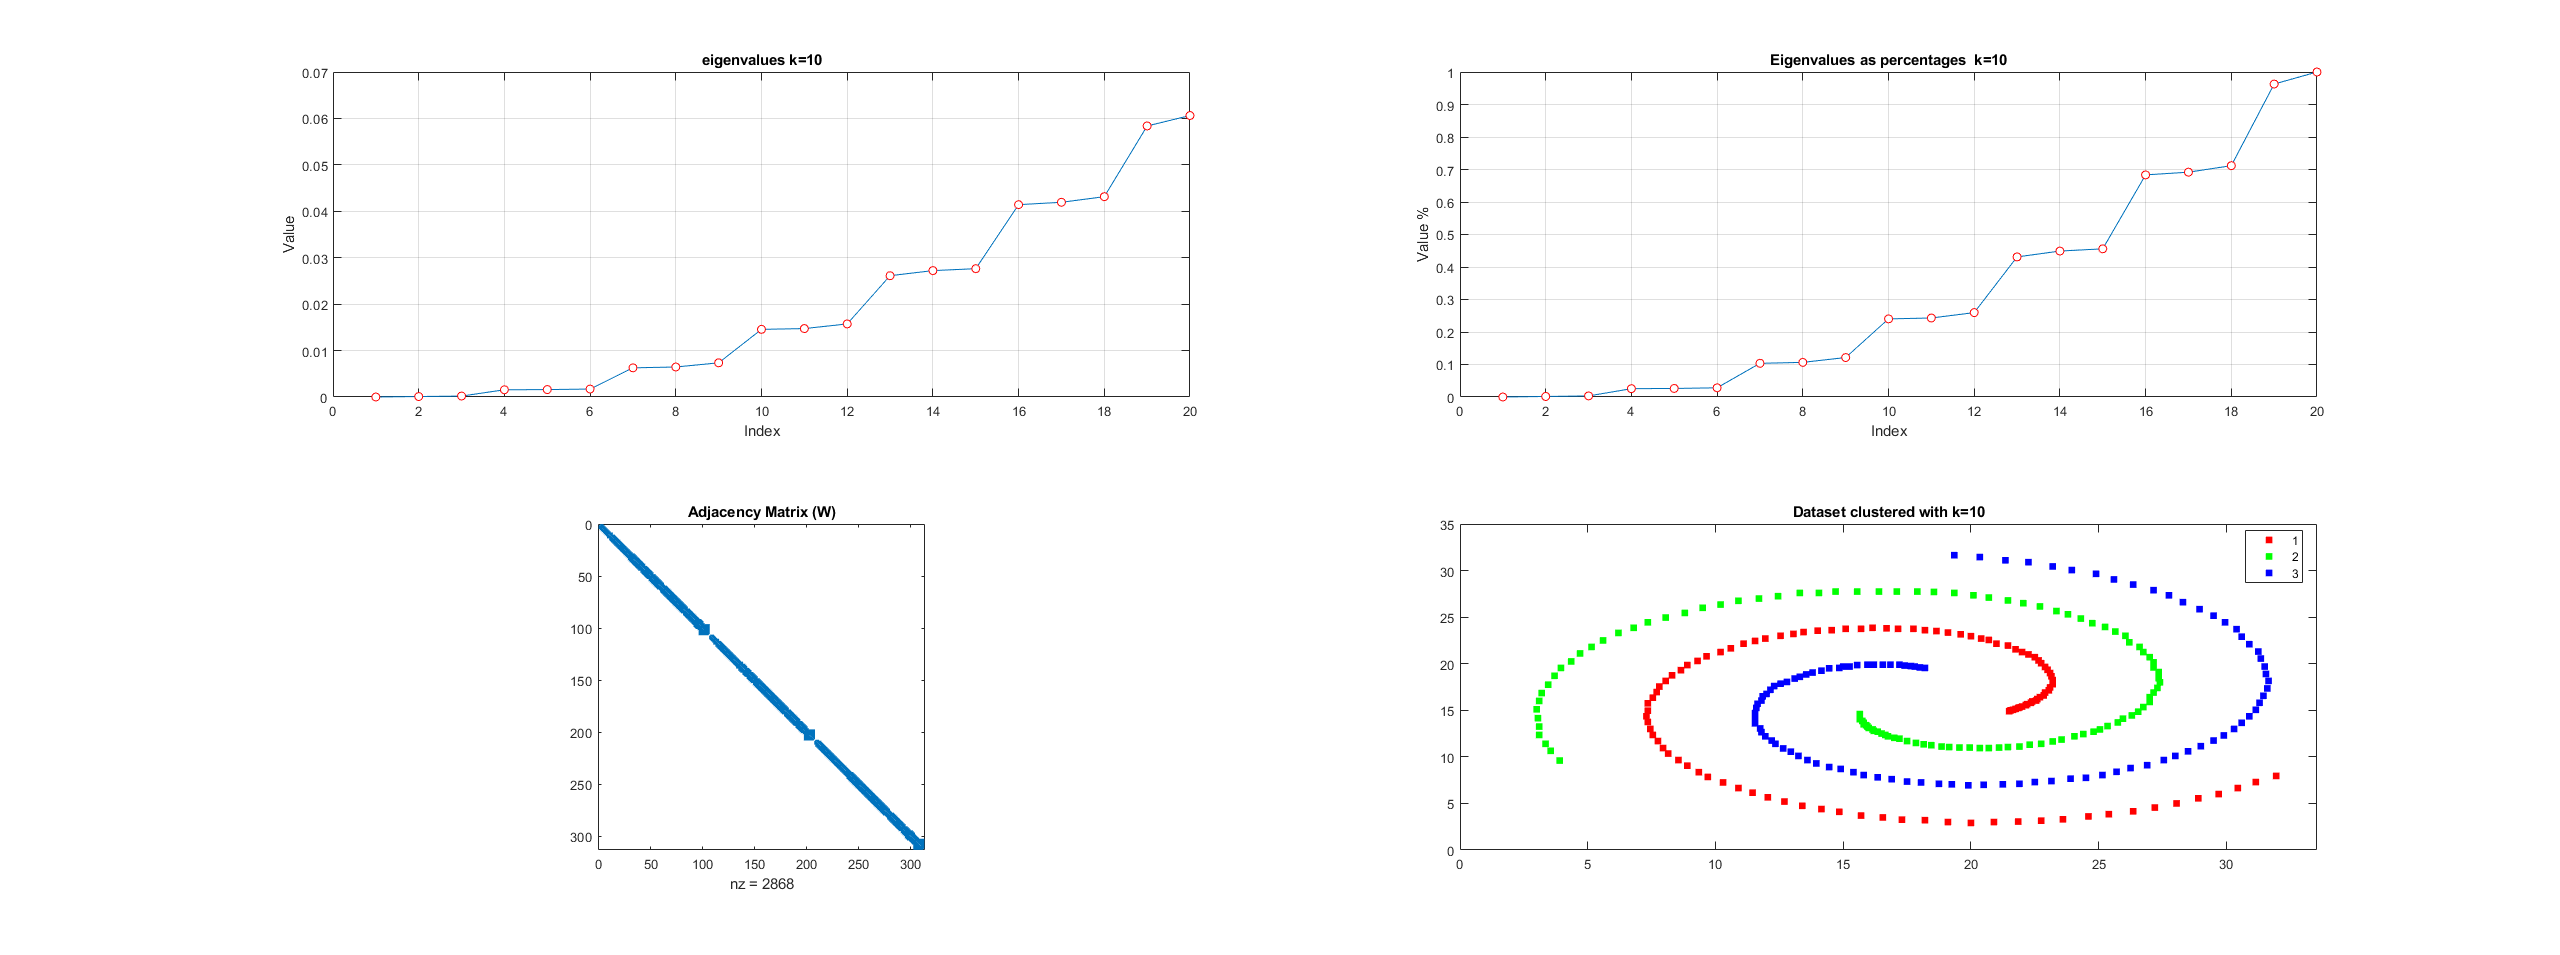 eigenvalues k=10
0.07
0.06
0.05
0.04
0.03
0.02
0.01
0
Value
0 2 4 6 8 10 12 14 16 18 20
Index
Eigenvalues as percentages k=10
1
0.9
0.8
0.7
0.6
0.5
0.4
0.3
0.2
0.1
0
Value %
0 2 4 6 8 10 12 14 16 18 20
Index
Adjacency Matrix (W)
0
50
100
150
200
250
300
0 50 100 150 200 250 300
nz = 2868
Dataset clustered with k=10
35
30
25
20
15
10
5
0
0 5 10 15 20 25 30
1
2
3